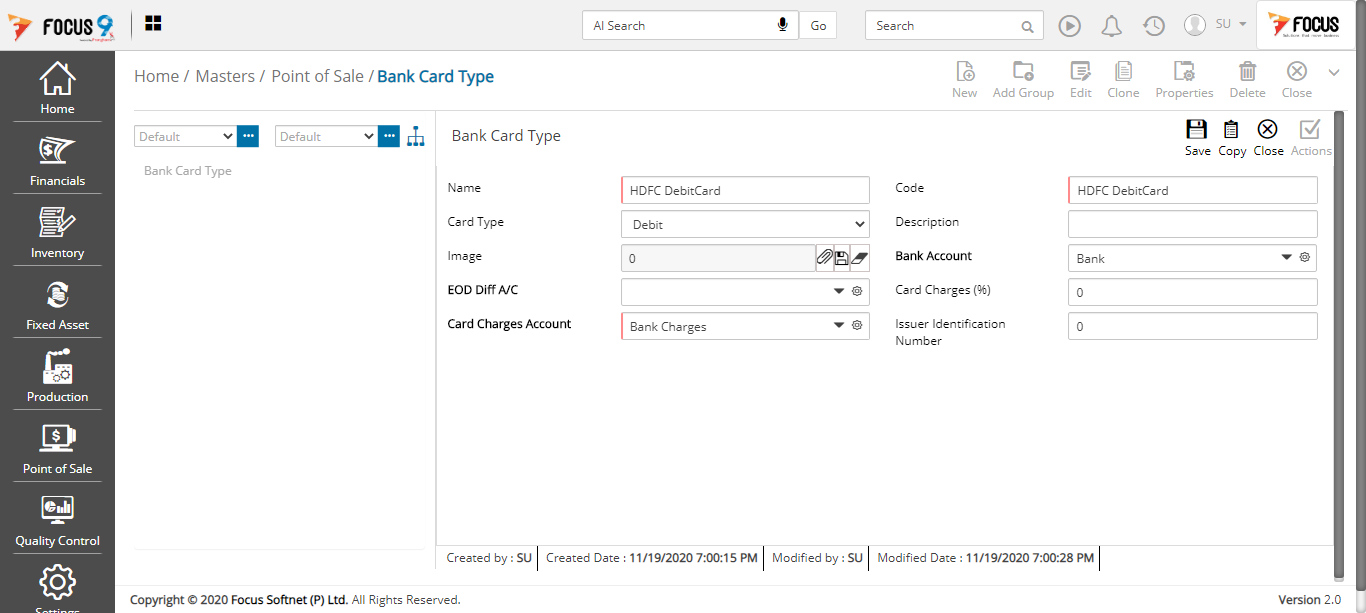 FOCUS 9
AI Search
Go
Search
SU
FOCUS
Home / Masters / Point of Sale / Bank Card Type
New
Add Group
Edit
Clone
Properties
Delete
Close
Home
Financials
Inventory
Fixed Asset
Production
Point of Sale
Quality Control
Settings
Default
Default
Bank Card Type
Bank Card Type
Save
Copy
Close
Actions
Name
HDFC DebitCard
Code
HDFC DebitCard
Card Type
Debit
Description
Image
0
Bank Account
Bank
EOD Diff A/C
Card Charges (%)
0
Card Charges Account
Bank Charges
Issuer Identification
Number
0
Created by : SU
Created Date : 11/19/2020 7:00:15 PM
Modified by : SU
Modified Date : 11/19/2020 7:00:28 PM
Copyright © 2020 Focus Softnet (P) Ltd. All Rights Reserved.
Version 2.0